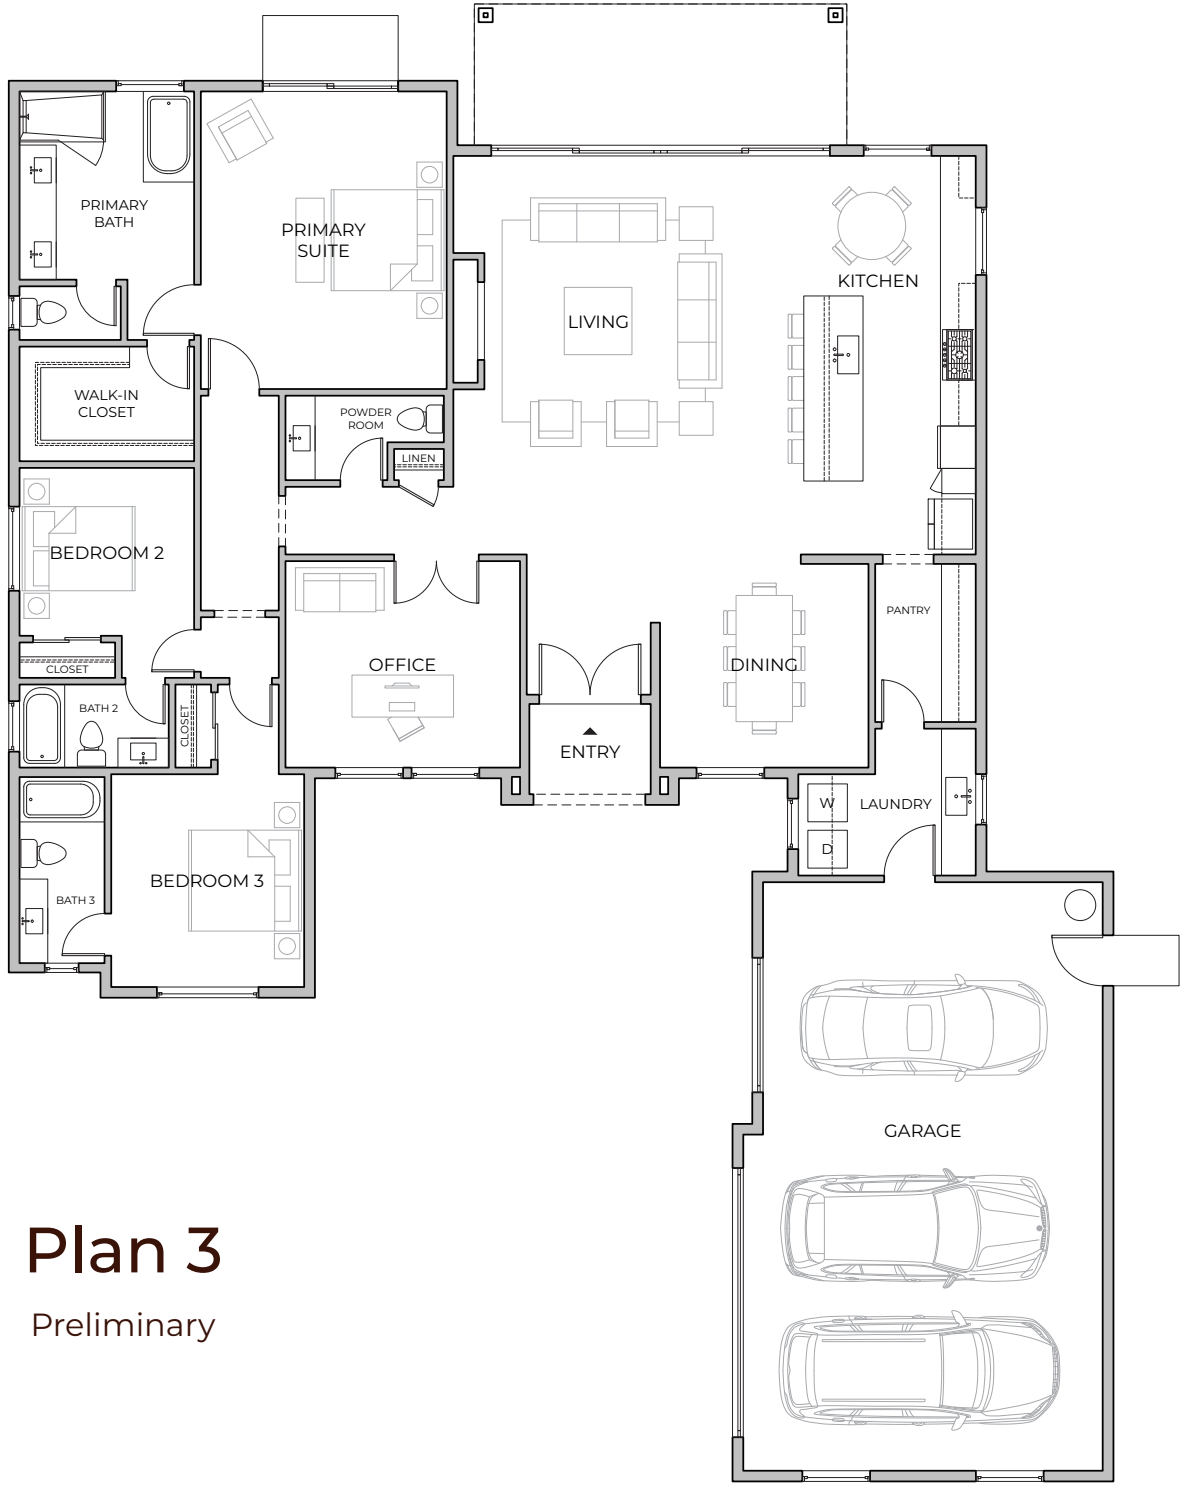 PRIMARY
BATH
PRIMARY
SUITE
KITCHEN
LIVING
WALK-IN
CLOSET
POWDER
ROOM
LINEN
BEDROOM 2
PANTRY
CLOSET
OFFICE
DINING
BATH 2
CLOSET
ENTRY
W
LAUNDRY
D
BEDROOM 3
BATH 3
GARAGE
Plan 3
Preliminary